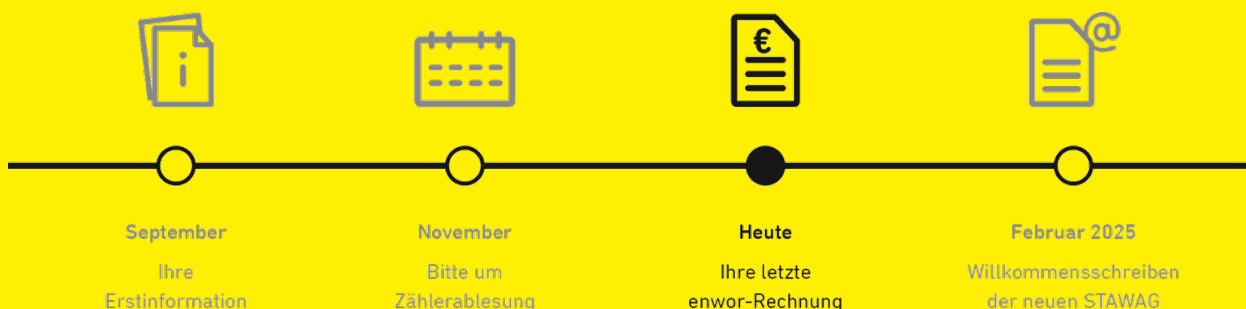 September
Ihre
Erstinformation
November
Bitte um
Zählerablesung
€
Heute
Ihre letzte
enwor-Rechnung
@
Februar 2025
Willkommensschreiben
der neuen STAWAG